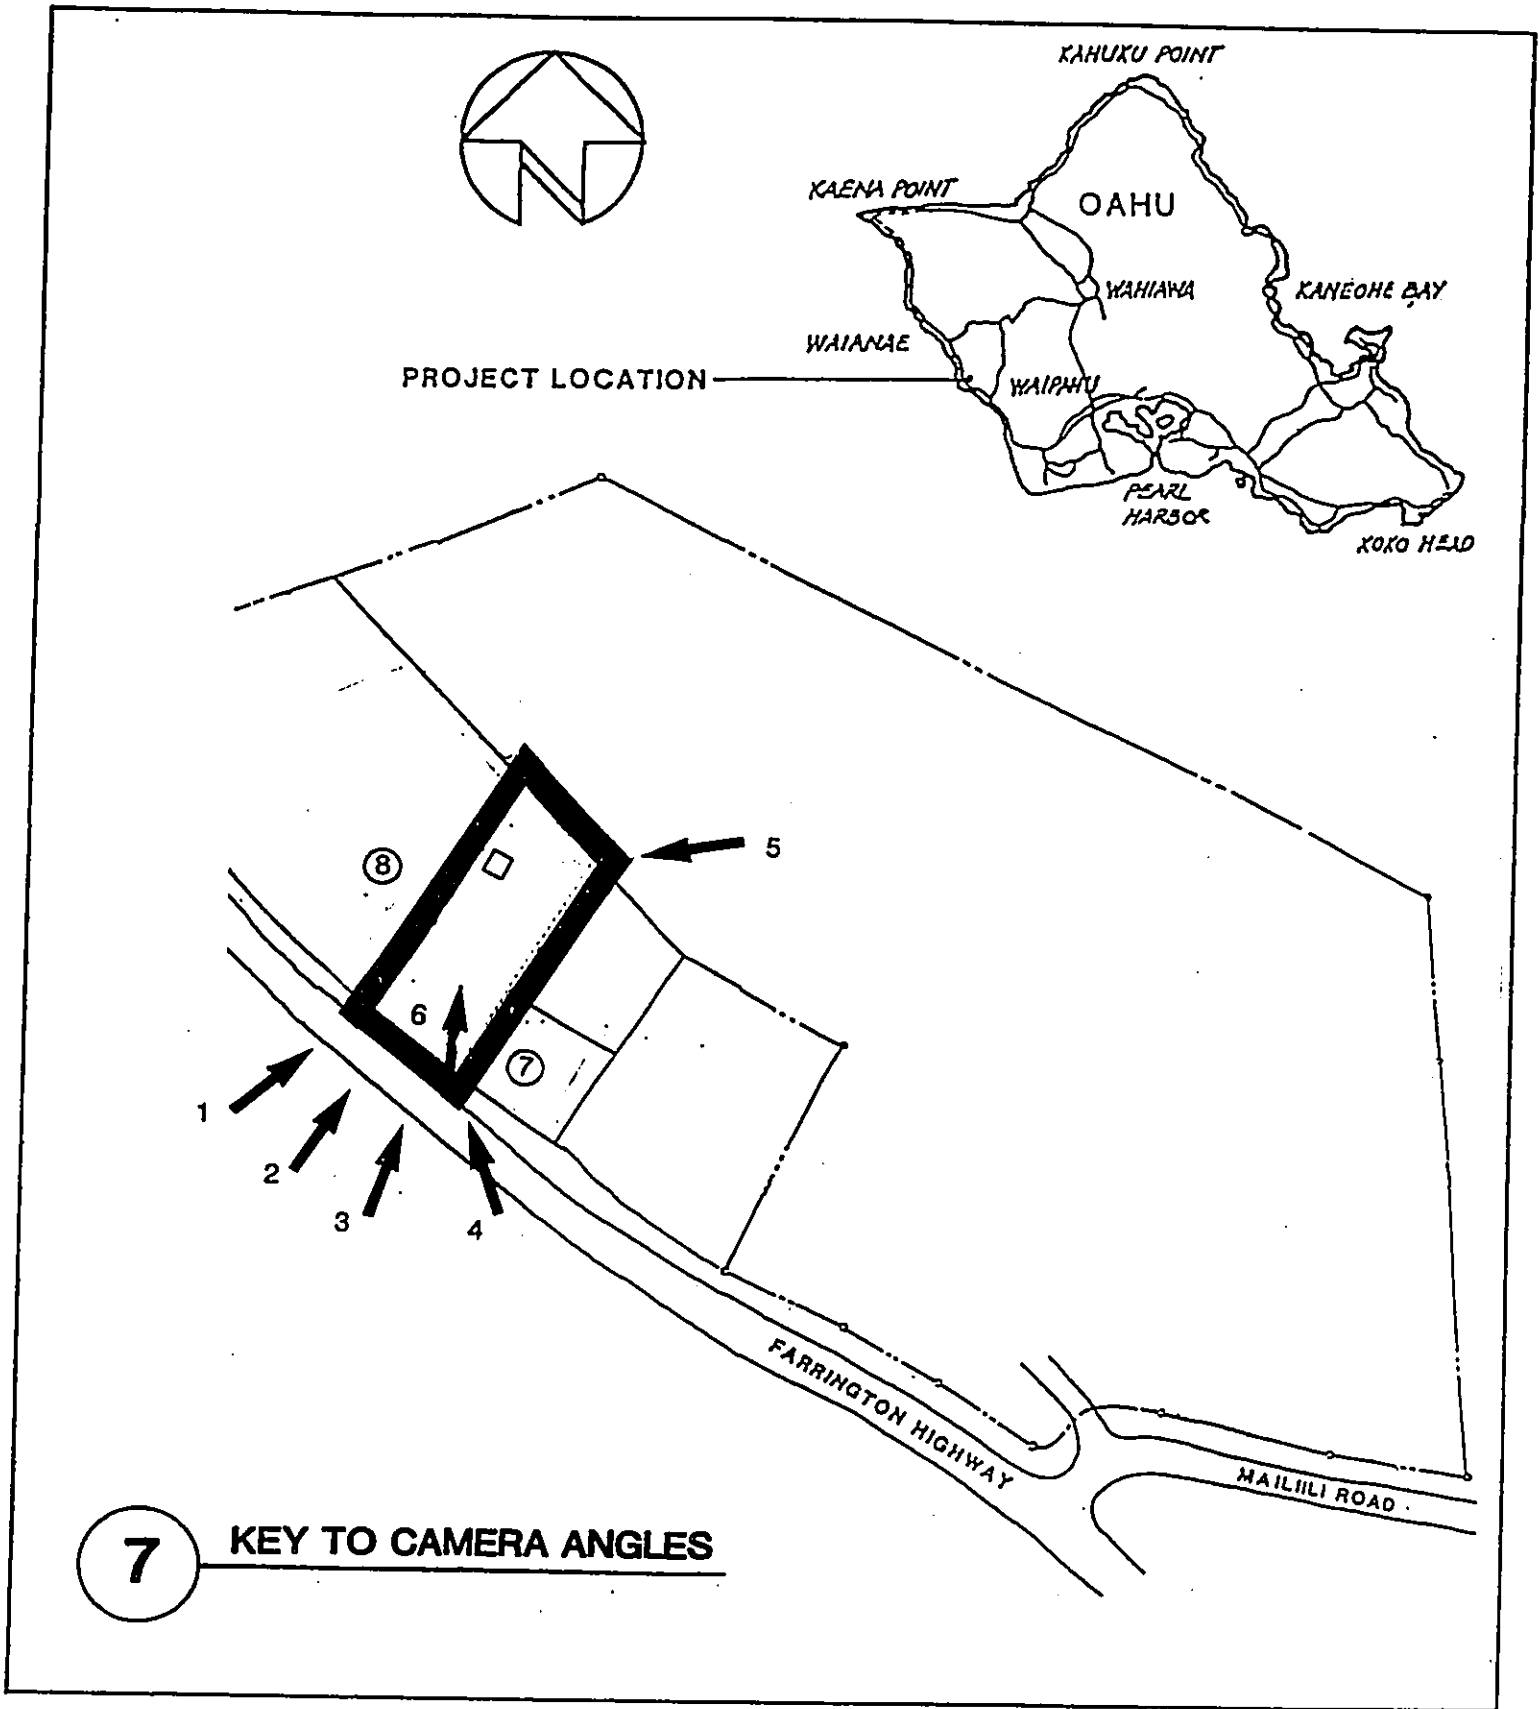 KAHUKU POINT
KAENA POINT
OAHU
WAHIAWA
KANEOHE BAY
WAIANAE
PROJECT LOCATION
WAIPAHU
PEARL
HARBOR
KOKO HEAD
N
8
5
6
7
1
2
3
4
FARRINGTON HIGHWAY
MAILIILI ROAD
7
KEY TO CAMERA ANGLES